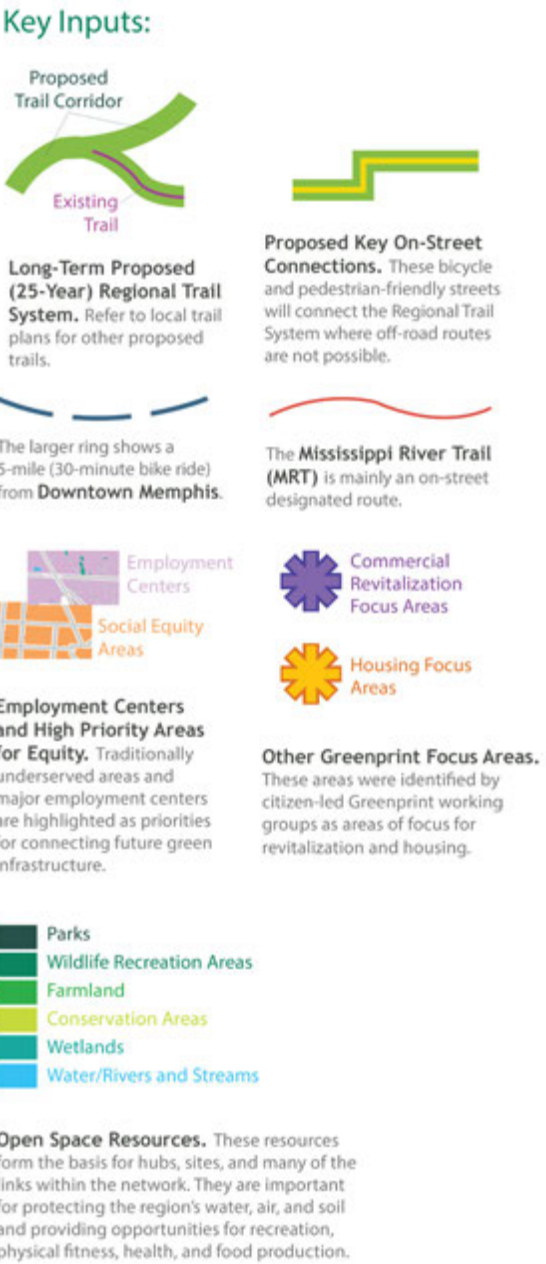 Key Inputs:
Proposed
Trail Corridor
Existing
Trail
Long-Term Proposed
(25-Year) Regional Trail
System. Refer to local trail
plans for other proposed
trails.
Proposed Key On-Street
Connections. These bicycle
and pedestrian-friendly streets
will connect the Regional Trail
System where off-road routes
are not possible.
The larger ring shows a
5-mile (30-minute bike ride)
from Downtown Memphis.
The Mississippi River Trail
(MRT) is mainly an on-street
designated route.
Employment
Centers
Social Equity
Areas
Employment Centers
and High Priority Areas
for Equity. Traditionally
underserved areas and
major employment centers
are highlighted as priorities
for connecting future green
infrastructure.
Commercial
Revitalization
Focus Areas
Housing Focus
Areas
Other Greenprint Focus Areas.
These areas were identified by
citizen-led Greenprint working
groups as areas of focus for
revitalization and housing.
Parks
Wildlife Recreation Areas
Farmland
Conservation Areas
Wetlands
Water/Rivers and Streams
Open Space Resources. These resources
form the basis for hubs, sites, and many of the
links within the network. They are important
for protecting the region's water, air, and soil
and providing opportunities for recreation,
physical fitness, health, and food production.